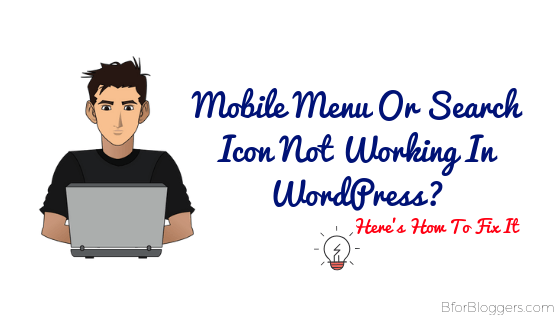 Mobile Menu Or Search
Icon Not Working In
WordPress?
Here's How To Fix It
BforBloggers.com